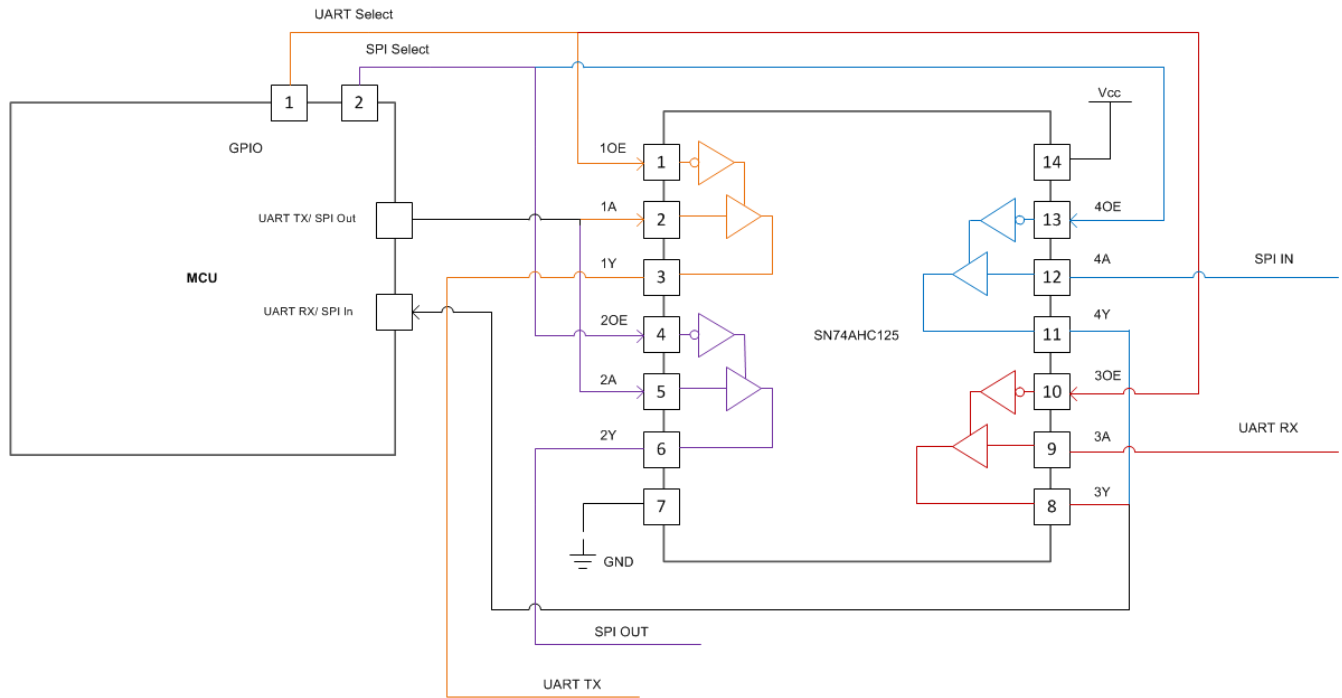 UART Select
SPI Select
1
2
GPIO
UART TX/ SPI Out
MCU
UART RX/ SPI In
1OE
1
1A
2
1Y
3
2OE
4
2A
5
2Y
6
7
GND
SN74AHC125
Vcc
14
13
4OE
12
4A
SPI IN
11
4Y
10
3OE
9
3A
UART RX
8
3Y
SPI OUT
UART TX